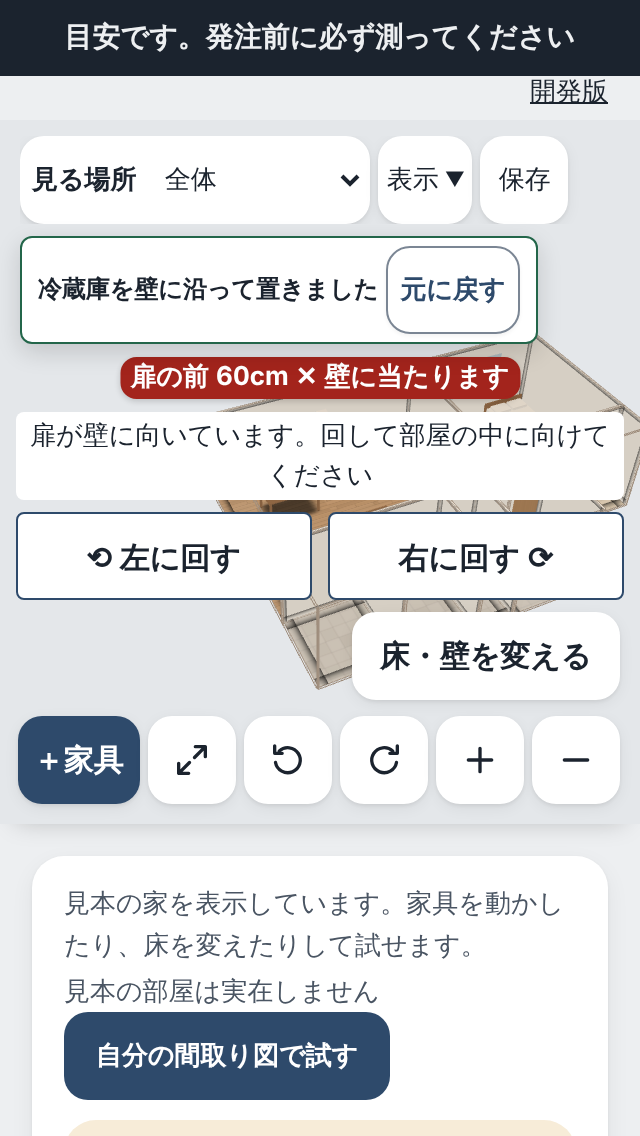 目安です。発注前に必ず測ってください
開発版
見る場所 全体
表示 ▼
保存
冷蔵庫を壁に沿って置きました
元に戻す
扉の前 60cm ✕ 壁に当たります
扉が壁に向いています。回して部屋の中に向けて
ください
⟲ 左に回す
右に回す ⟳
床・壁を変える
＋家具
見本の家を表示しています。家具を動かし
たり、床を変えたりして試せます。
見本の部屋は実在しません
自分の間取り図で試す